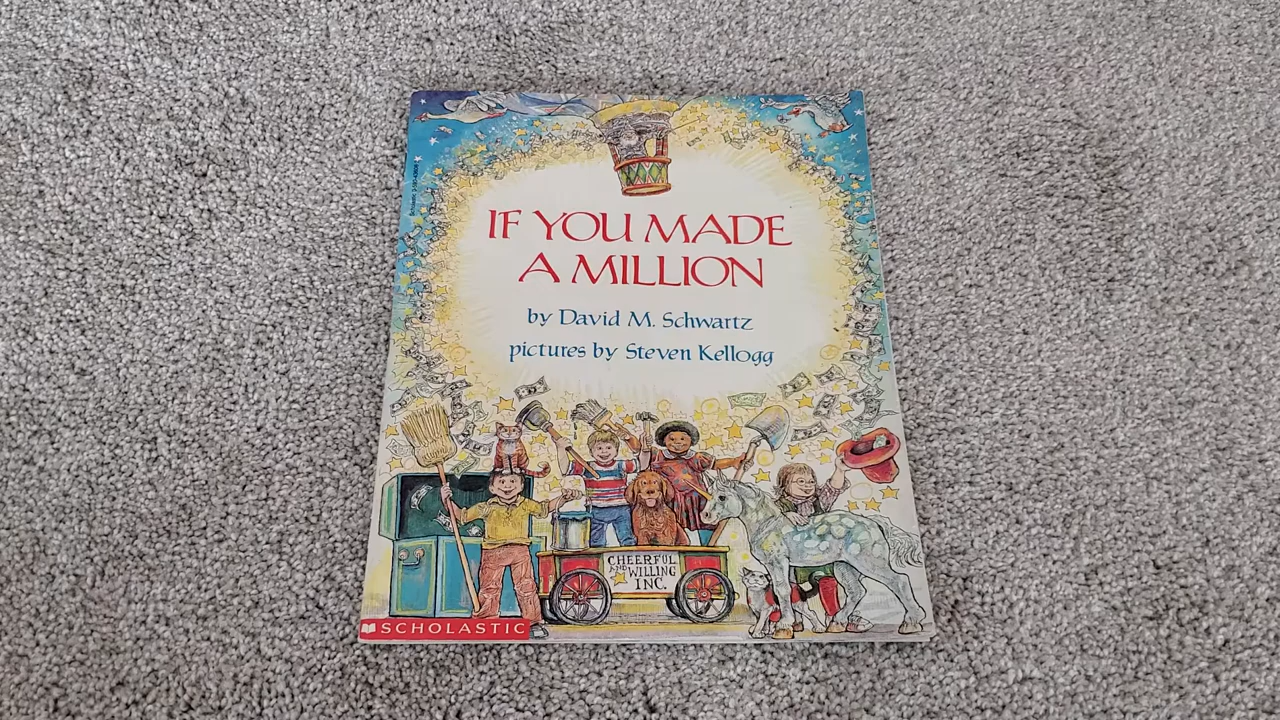 IF YOU MADE
A MILLION
by David M. Schwartz
pictures by Steven Kellogg
CHEERFUL
AND WILLING
INC.
SCHOLASTIC